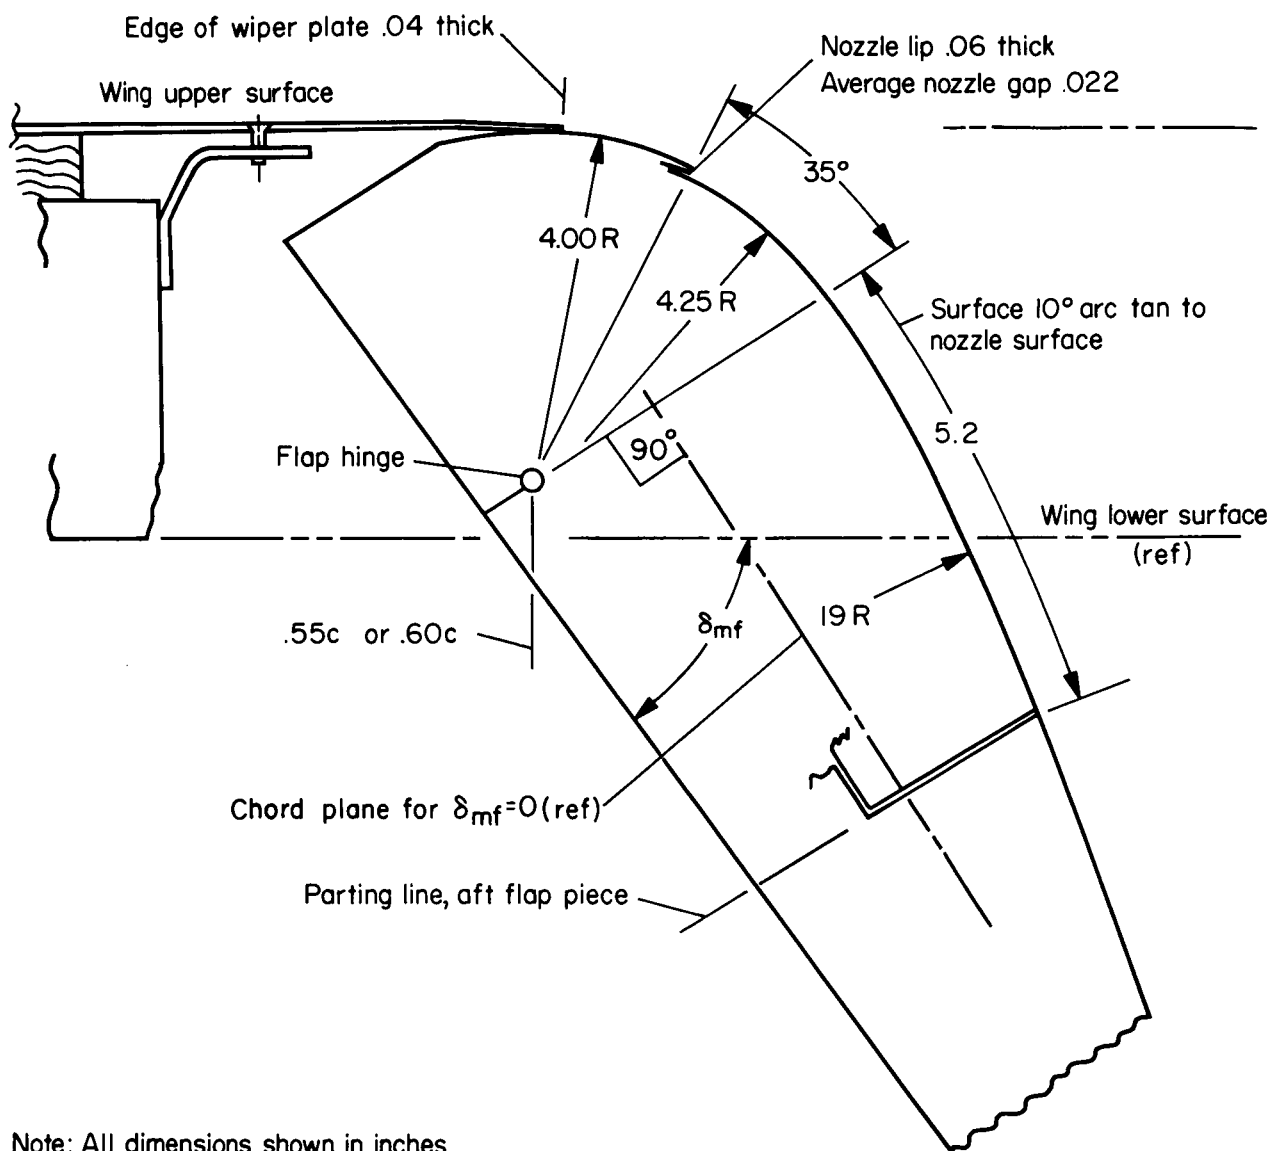 Edge of wiper plate .04 thick
Nozzle lip .06 thick
Average nozzle gap .022
Wing upper surface
35°
4.00 R
4.25 R
Surface 10° arc tan to
nozzle surface
5.2
90°
Flap hinge
Wing lower surface
(ref)
.55c or .60c
δmf
19 R
Chord plane for δmf=0 (ref)
Parting line, aft flap piece
Note: All dimensions shown in inches